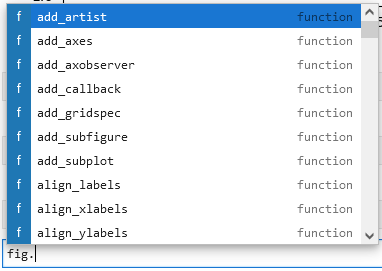 f add_artist function
f add_axes function
f add_axobserver function
f add_callback function
f add_gridspec function
f add_subfigure function
f add_subplot function
f align_labels function
f align_xlabels function
f align_ylabels function
fig.